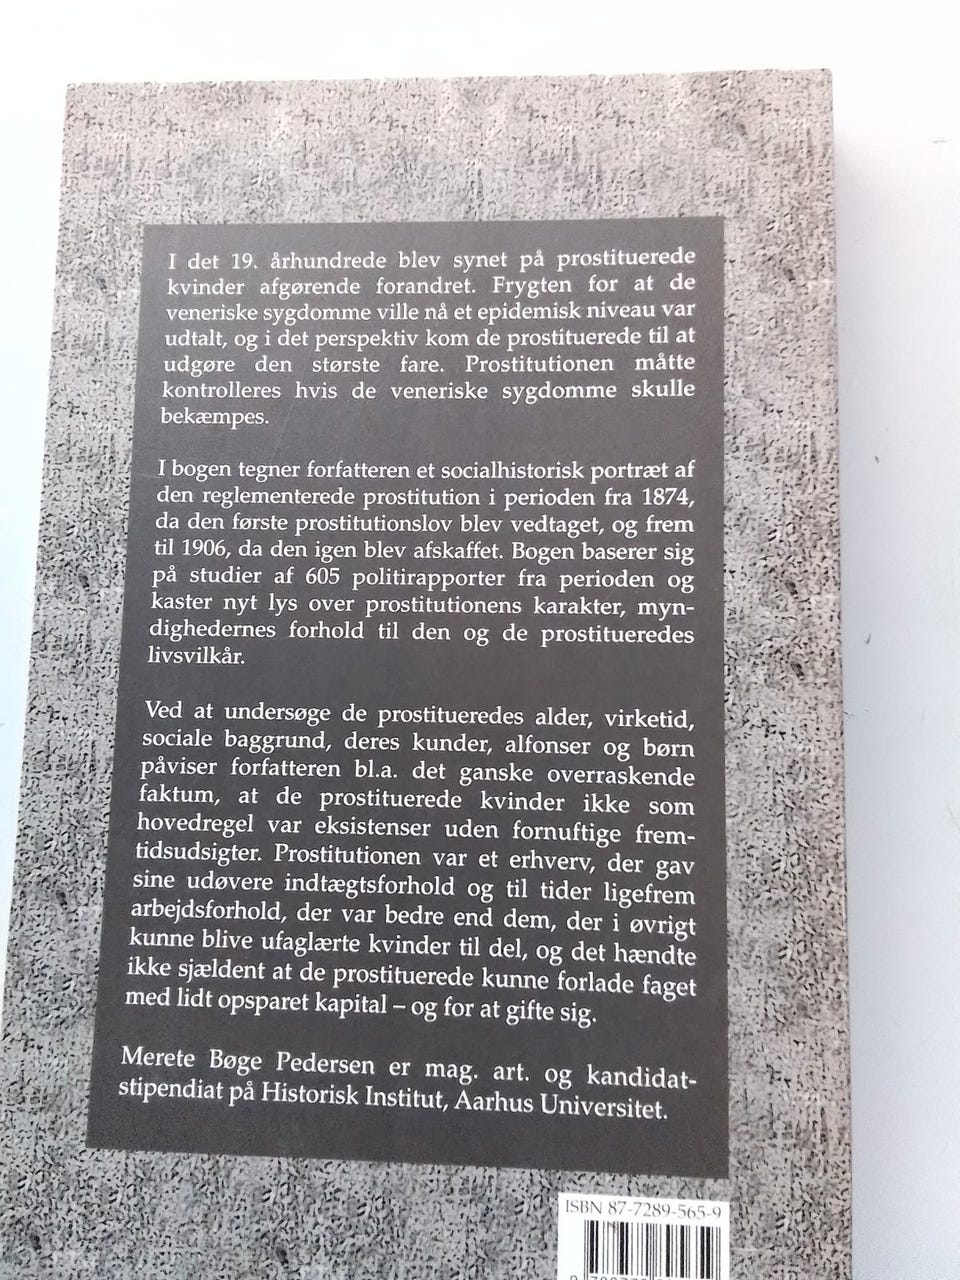 I det 19. århundrede blev synet på prostituerede
kvinder afgørende forandret. Frygten for at de
veneriske sygdomme ville nå et epidemisk niveau var
udtalt, og i det perspektiv kom de prostituerede til at
udgøre den største fare. Prostitutionen måtte
kontrolleres hvis de veneriske sygdomme skulle
bekæmpes.
I bogen tegner forfatteren et socialhistorisk portræt af
den reglementerede prostitution i perioden fra 1874,
da den første prostitutionslov blev vedtaget, og frem
til 1906, da den igen blev afskaffet. Bogen baserer sig
på studier af 605 politirapporter fra perioden og
kaster nyt lys over prostitutionens karakter, myn-
dighedernes forhold til den og de prostitueredes
livsvilkår.
Ved at undersøge de prostitueredes alder, virketid,
sociale baggrund, deres kunder, alfonser og børn
påviser forfatteren bl.a. det ganske overraskende
faktum, at de prostituerede kvinder ikke som
hovedregel var eksistenser uden fornuftige frem-
tidsudsigter. Prostitutionen var et erhverv, der gav
sine udøvere indtægtsforhold og til tider ligefrem
arbejdsforhold, der var bedre end dem, der i øvrigt
kunne blive ufaglærte kvinder til del, og det hændte
ikke sjældent at de prostituerede kunne forlade faget
med lidt opsparet kapital – og for at gifte sig.
Merete Bøge Pedersen er mag. art. og kandidat-
stipendiat på Historisk Institut, Aarhus Universitet.
ISBN 87-7289-565-9